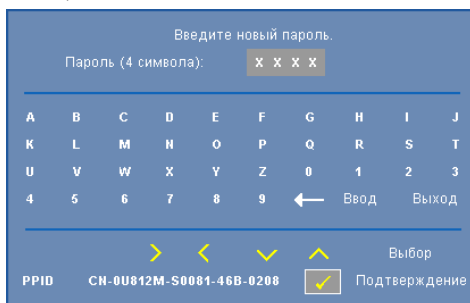 Введите новый пароль.
Пароль (4 символа): X X X X
A B C D E F G H I J
K L M N O P Q R S T
U V W X Y Z 0 1 2 3
4 5 6 7 8 9 Ввод Выход
Выбор
PPID CN-0U812M-S0081-46B-0208 Подтверждение